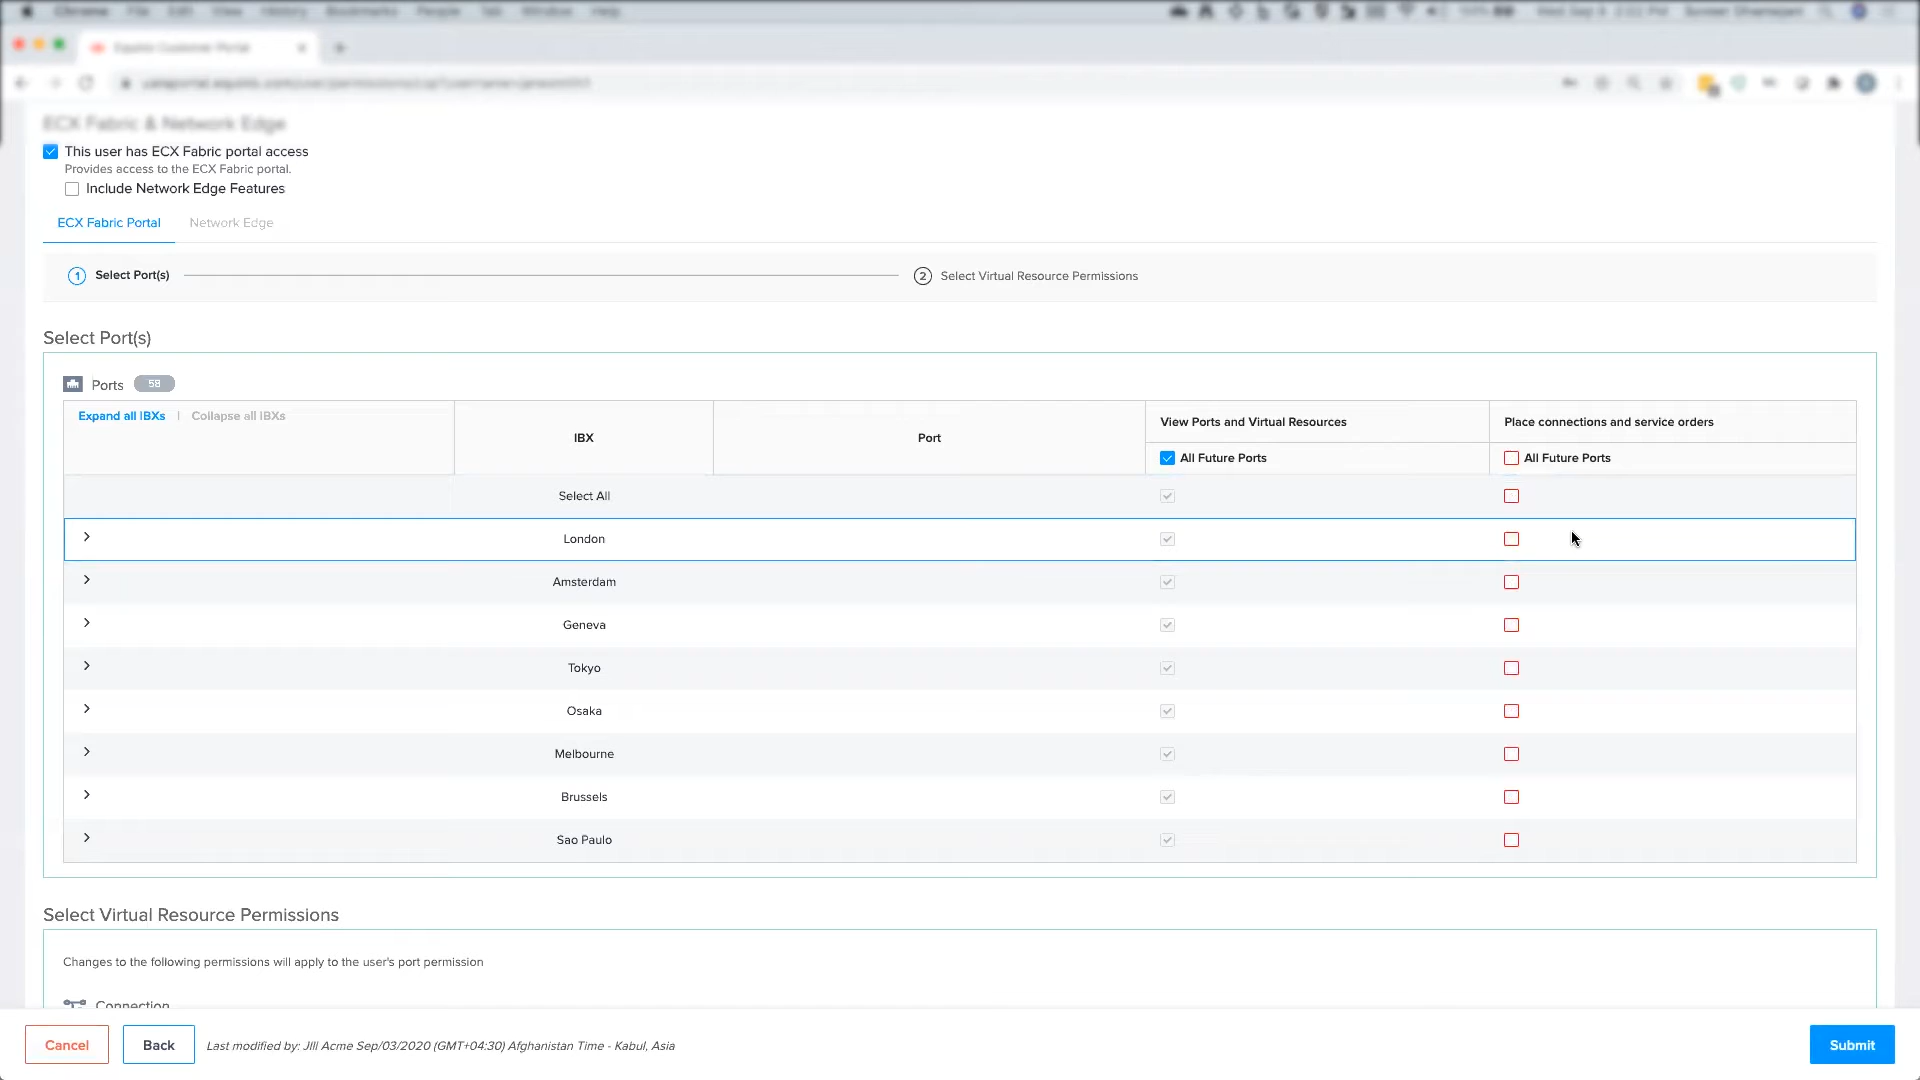 ECX Fabric & Network Edge
This user has ECX Fabric portal access
Provides access to the ECX Fabric portal.
Include Network Edge Features
ECX Fabric Portal Network Edge
1 Select Port(s) 2 Select Virtual Resource Permissions
Select Port(s)
Ports 58
Expand all IBXs | Collapse all IBXs
IBX Port View Ports and Virtual Resources Place connections and service orders
All Future Ports All Future Ports
Select All
London
Amsterdam
Geneva
Tokyo
Osaka
Melbourne
Brussels
Sao Paulo
Select Virtual Resource Permissions
Changes to the following permissions will apply to the user's port permission
Connection
Cancel Back Last modified by: JIll Acme Sep/03/2020 (GMT+04:30) Afghanistan Time - Kabul, Asia Submit